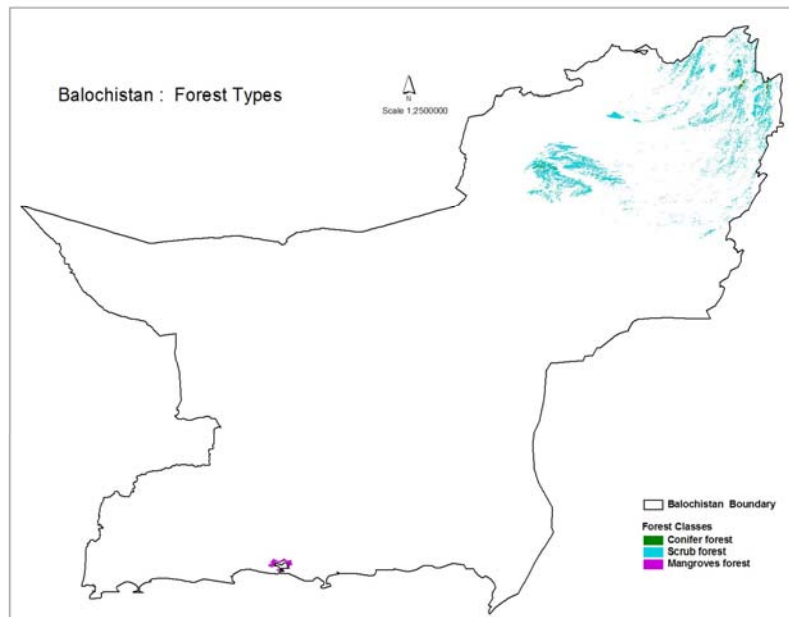 Balochistan : Forest Types
N
Scale 1:2500000
Balochistan Boundary
Forest Classes
Conifer forest
Scrub forest
Mangroves forest